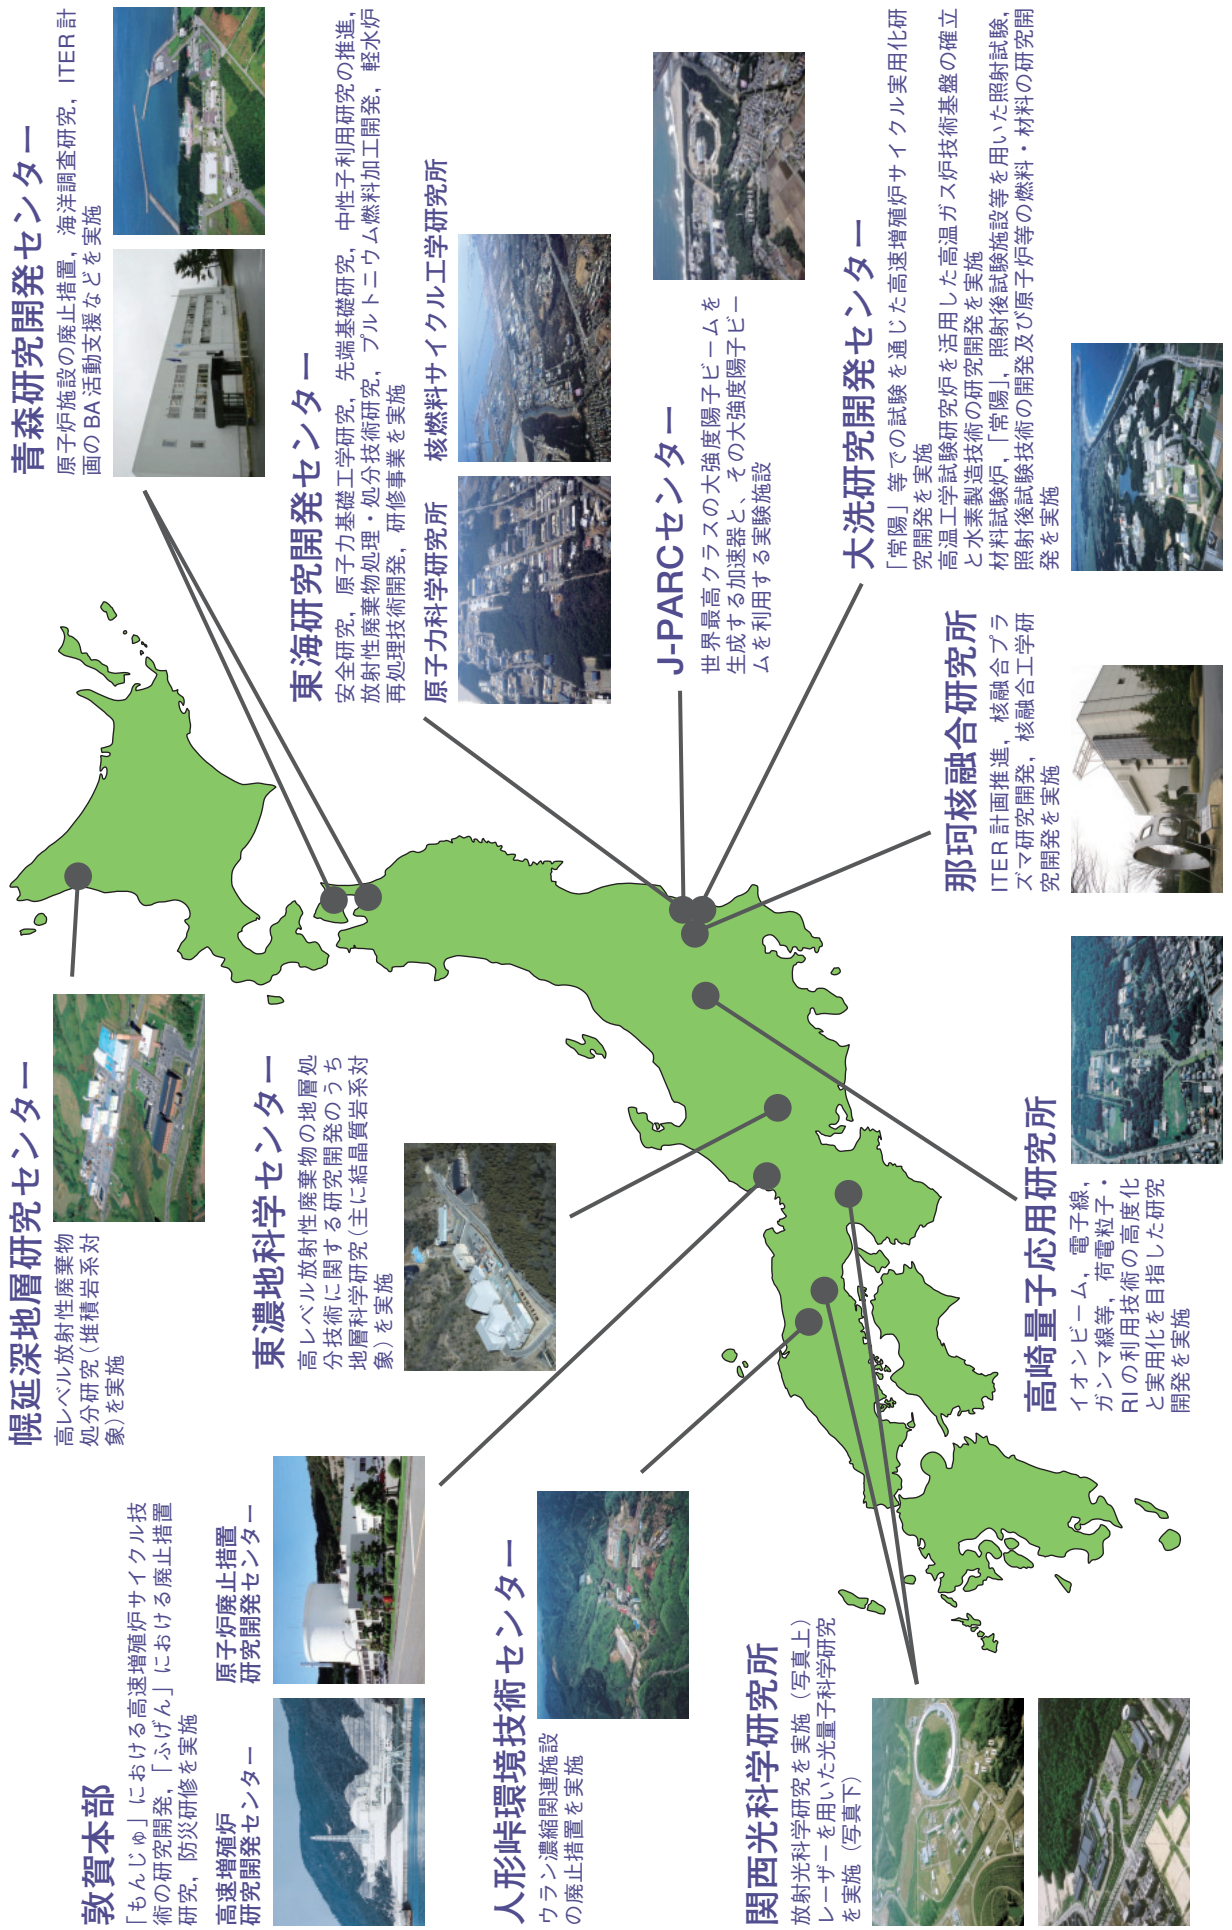 敦賀本部
「もんじゅ」における高速増殖炉サイクル技
術の研究開発，「ふげん」における廃止措置
研究，防災研修を実施
高速増殖炉
研究開発センター
原子炉廃止措置
研究開発センター
幌延深地層研究センター
高レベル放射性廃棄物
処分研究（堆積岩系対
象）を実施
青森研究開発センター
原子炉施設の廃止措置，海洋調査研究，ITER 計
画の BA 活動支援などを実施
東濃地科学センター
高レベル放射性廃棄物の地層処
分技術に関する研究開発のうち
地層科学研究（主に結晶質岩系対
象）を実施
東海研究開発センター
安全研究，原子力基礎工学研究，先端基礎研究，中性子利用研究の推進，
放射性廃棄物処理・処分技術研究，プルトニウム燃料加工開発，軽水炉
再処理技術開発，研修事業を実施
原子力科学研究所
核燃料サイクル工学研究所
人形峠環境技術センター
ウラン濃縮関連施設
の廃止措置を実施
J-PARCセンター
世界最高クラスの大強度陽子ビームを
生成する加速器と、その大強度陽子ビー
ムを利用する実験施設
関西光科学研究所
放射光科学研究を実施（写真上）
レーザーを用いた光量子科学研究
を実施（写真下）
大洗研究開発センター
「常陽」等での試験を通じた高速増殖炉サイクル実用化研
究開発を実施
高温工学試験研究炉を活用した高温ガス炉技術基盤の確立
と水素製造技術の研究開発を実施
材料試験炉，「常陽」，照射後試験施設等を用いた照射試験，
照射後試験技術の開発及び原子炉等の燃料・材料の研究開
発を実施
那珂核融合研究所
ITER 計画推進，核融合プラ
ズマ研究開発，核融合工学研
究開発を実施
高崎量子応用研究所
イオンビーム，電子線，
ガンマ線等，荷電粒子・
RI の利用技術の高度化
と実用化を目指した研究
開発を実施